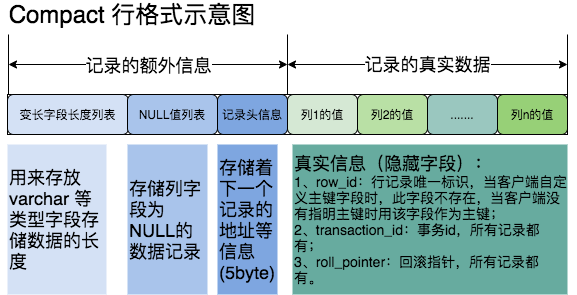 Compact 行格式示意图
记录的额外信息
记录的真实数据
变长字段长度列表
NULL值列表
记录头信息
列1的值
列2的值
.......
列n的值
用来存放
varchar 等
类型字段存
储数据的长
度
存储列字
段为
NULL的
数据记录
存储着
下一个
记录的
地址等
信息
(5byte)
真实信息（隐藏字段）：
1、row_id：行记录唯一标识，当客户端自定
义主键字段时，此字段不存在，当客户端没
有指明主键时用该字段作为主键；
2、transaction_id：事务id，所有记录都
有；
3、roll_pointer：回滚指针，所有记录都
有。